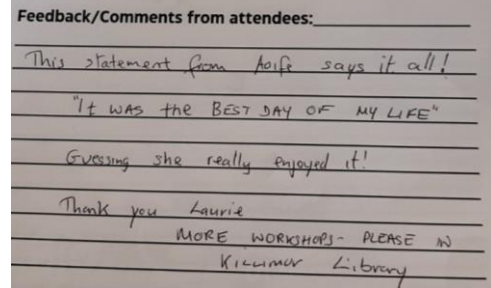 Feedback/Comments from attendees:
This statement from Aoife says it all!
"It WAS the BEST DAY OF MY LIFE"
Guessing she really enjoyed it!
Thank you Laurie
MORE WORKSHOPS - PLEASE IN
Killimor Library